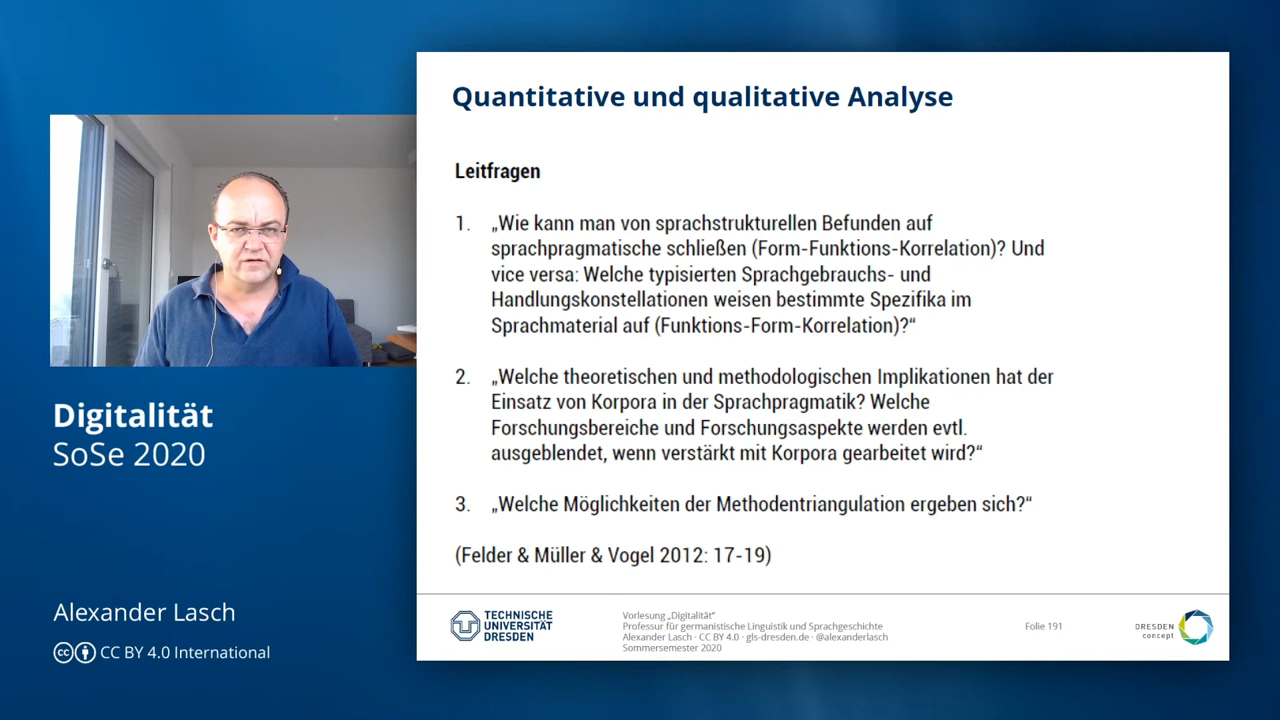 Quantitative und qualitative Analyse
Leitfragen
1. „Wie kann man von sprachstrukturellen Befunden auf
sprachpragmatische schließen (Form-Funktions-Korrelation)? Und
vice versa: Welche typisierten Sprachgebrauchs- und
Handlungskonstellationen weisen bestimmte Spezifika im
Sprachmaterial auf (Funktions-Form-Korrelation)?“
2. „Welche theoretischen und methodologischen Implikationen hat der
Einsatz von Korpora in der Sprachpragmatik? Welche
Forschungsbereiche und Forschungsaspekte werden evtl.
ausgeblendet, wenn verstärkt mit Korpora gearbeitet wird?“
3. „Welche Möglichkeiten der Methodentriangulation ergeben sich?“
(Felder & Müller & Vogel 2012: 17-19)
Digitalität
SoSe 2020
Alexander Lasch
CC BY 4.0 International
TECHNISCHE
UNIVERSITÄT
DRESDEN
Vorlesung „Digitalität“
Professur für germanistische Linguistik und Sprachgeschichte
Alexander Lasch · CC BY 4.0 · gls-dresden.de · @alexanderlasch
Sommersemester 2020
Folie 191
DRESDEN
concept